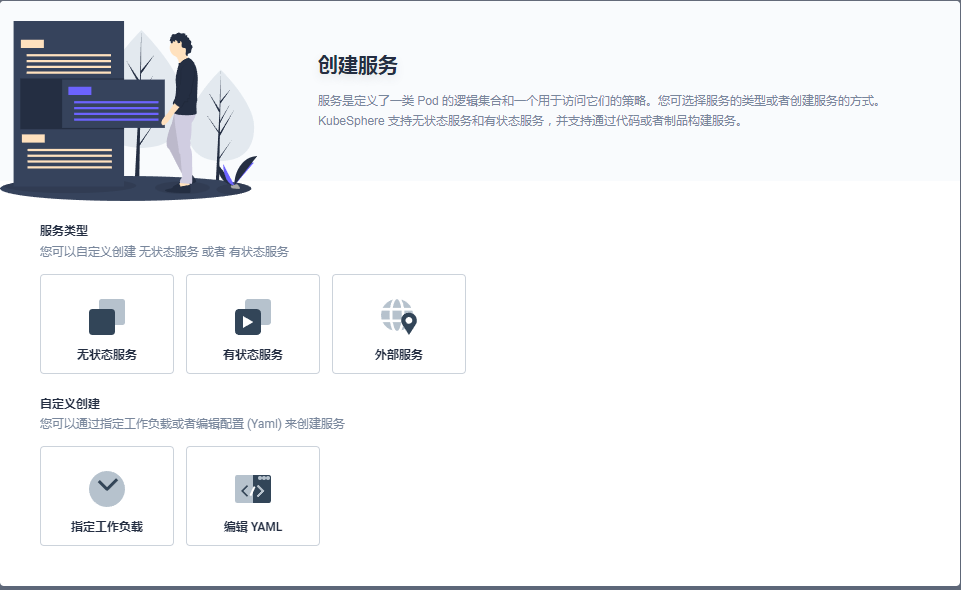 创建服务
服务是定义了一类 Pod 的逻辑集合和一个用于访问它们的策略。您可选择服务的类型或者创建服务的方式。
KubeSphere 支持无状态服务和有状态服务，并支持通过代码或者制品构建服务。
服务类型
您可以自定义创建 无状态服务 或者 有状态服务
无状态服务 有状态服务 外部服务
自定义创建
您可以通过指定工作负载或者编辑配置 (Yaml) 来创建服务
指定工作负载 编辑 YAML